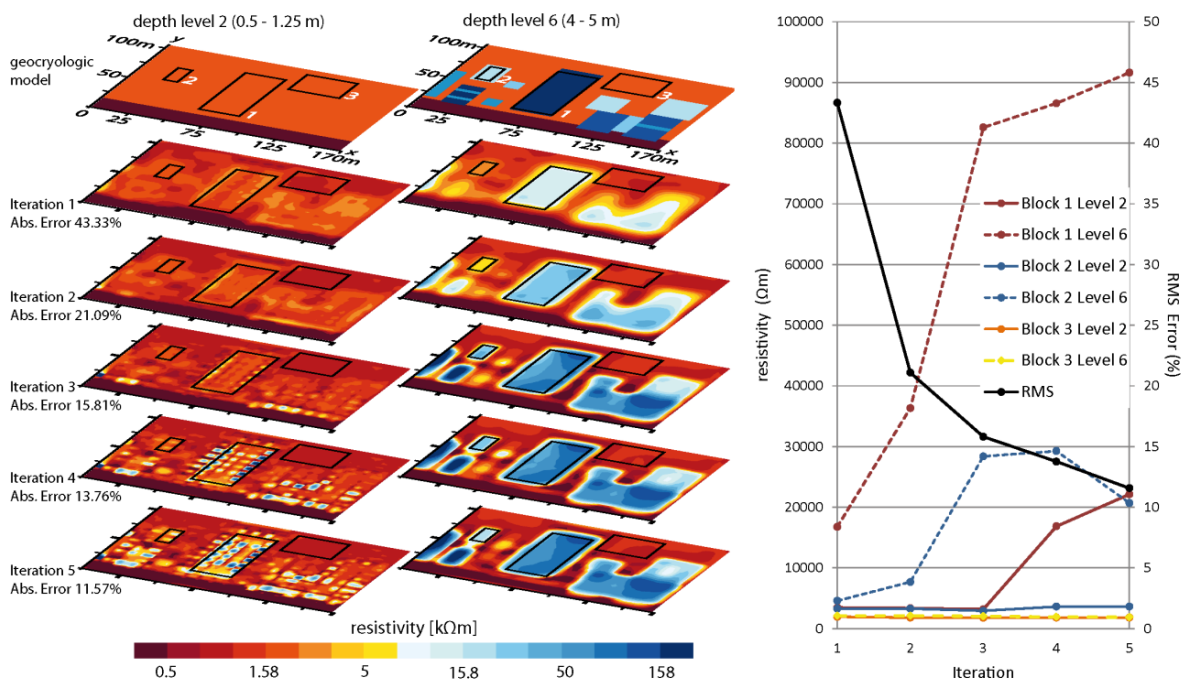 depth level 2 (0.5 - 1.25 m)
depth level 6 (4 - 5 m)
geocryologic
model
100m
y
50
0
25
75
125
170m
x
2
1
3
100m
y
50
0
25
75
125
170m
x
2
1
3
Iteration 1
Abs. Error 43.33%
Iteration 2
Abs. Error 21.09%
Iteration 3
Abs. Error 15.81%
Iteration 4
Abs. Error 13.76%
Iteration 5
Abs. Error 11.57%
resistivity [kΩm]
0.5 1.58 5 15.8 50 158
100000
90000
80000
70000
60000
50000
40000
30000
20000
10000
0
resistivity (Ωm)
50
45
40
35
30
25
20
15
10
5
0
RMS Error (%)
Block 1 Level 2
Block 1 Level 6
Block 2 Level 2
Block 2 Level 6
Block 3 Level 2
Block 3 Level 6
RMS
1 2 3 4 5
Iteration